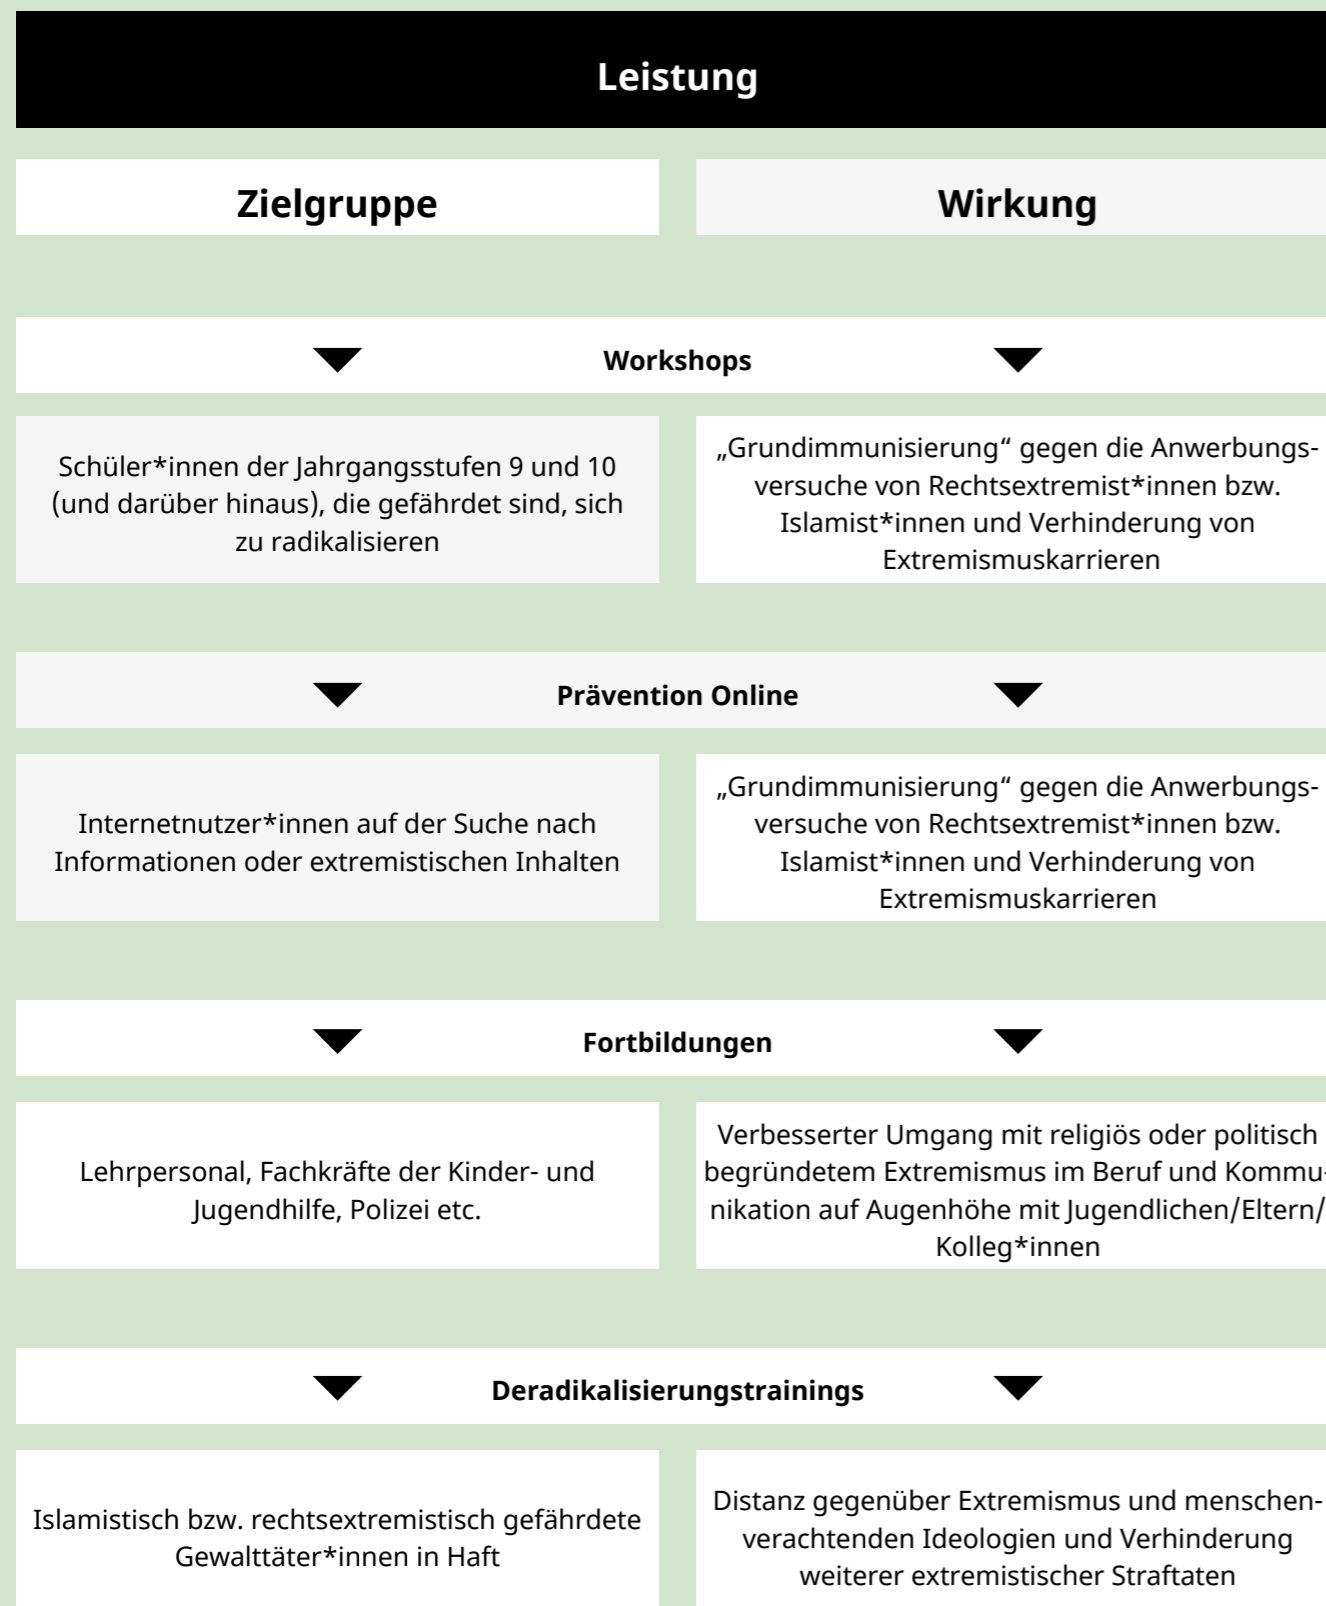 Leistung
Zielgruppe
Wirkung
Workshops
Schüler*innen der Jahrgangsstufen 9 und 10
(und darüber hinaus), die gefährdet sind, sich
zu radikalisieren
„Grundimmunisierung“ gegen die Anwerbungs-
versuche von Rechtsextremist*innen bzw.
Islamist*innen und Verhinderung von
Extremismuskarrieren
Prävention Online
Internetnutzer*innen auf der Suche nach
Informationen oder extremistischen Inhalten
„Grundimmunisierung“ gegen die Anwerbungs-
versuche von Rechtsextremist*innen bzw.
Islamist*innen und Verhinderung von
Extremismuskarrieren
Fortbildungen
Lehrpersonal, Fachkräfte der Kinder- und
Jugendhilfe, Polizei etc.
Verbesserter Umgang mit religiös oder politisch
begründetem Extremismus im Beruf und Kommu-
nikation auf Augenhöhe mit Jugendlichen/Eltern/
Kolleg*innen
Deradikalisierungstrainings
Islamistisch bzw. rechtsextremistisch gefährdete
Gewalttäter*innen in Haft
Distanz gegenüber Extremismus und menschen-
verachtenden Ideologien und Verhinderung
weiterer extremistischer Straftaten